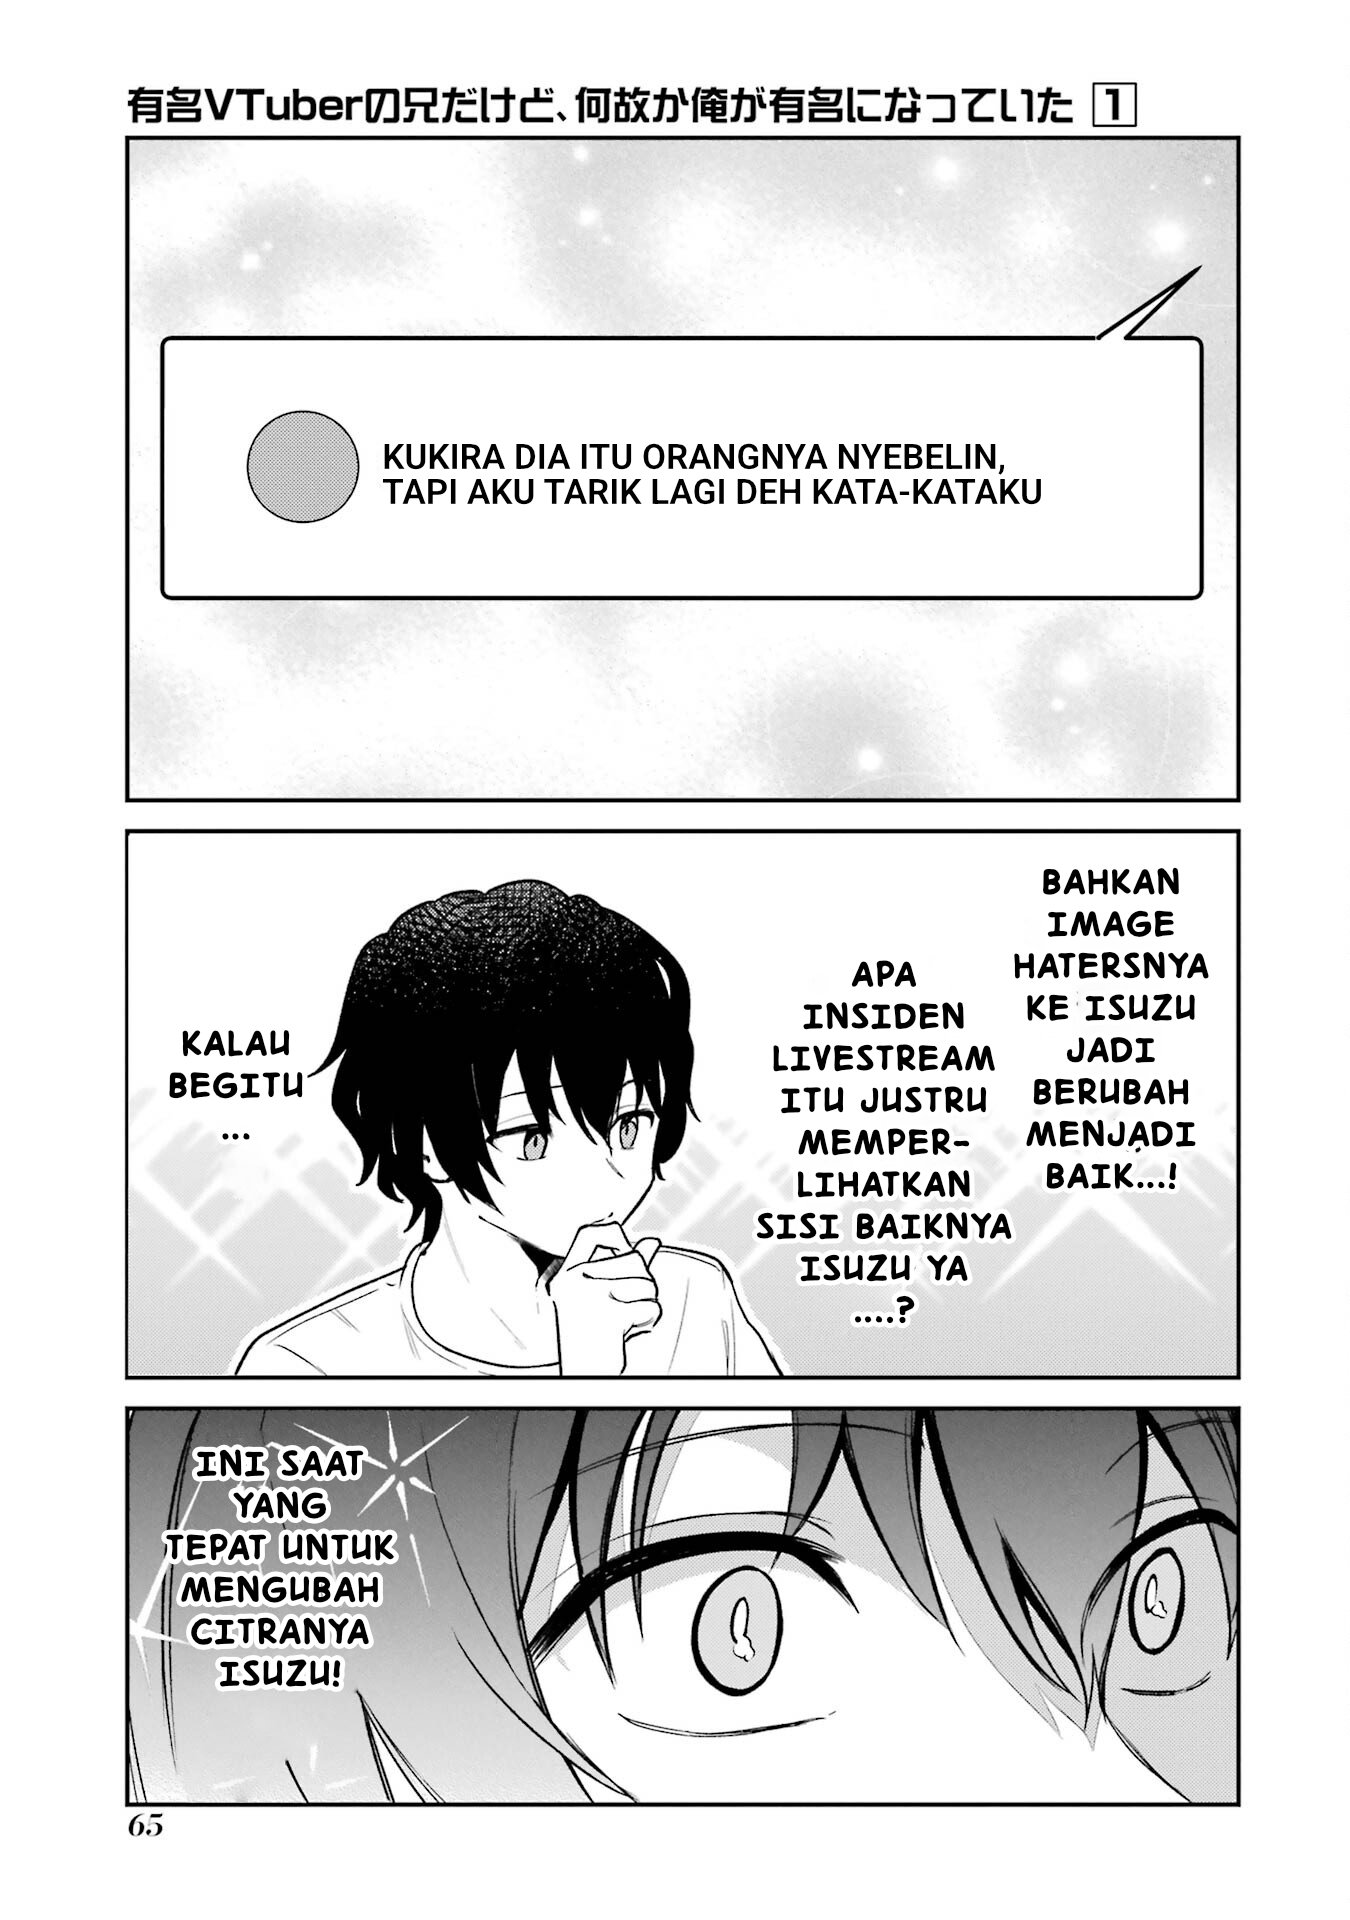 有名VTuberの兄だけど、何故か俺が有名になっていた 1
KUKIRA DIA ITU ORANGNYA NYEBELIN,
TAPI AKU TARIK LAGI DEH KATA-KATAKU
BAHKAN
IMAGE
HATERSNYA
KE ISUZU
JADI
BERUBAH
MENJADI
BAIK...!
APA
INSIDEN
LIVESTREAM
ITU JUSTRU
MEMPER-
LIHATKAN
SISI BAIKNYA
ISUZU YA
....?
KALAU
BEGITU
...
INI SAAT
YANG
TEPAT UNTUK
MENGUBAH
CITRANYA
ISUZU!
65